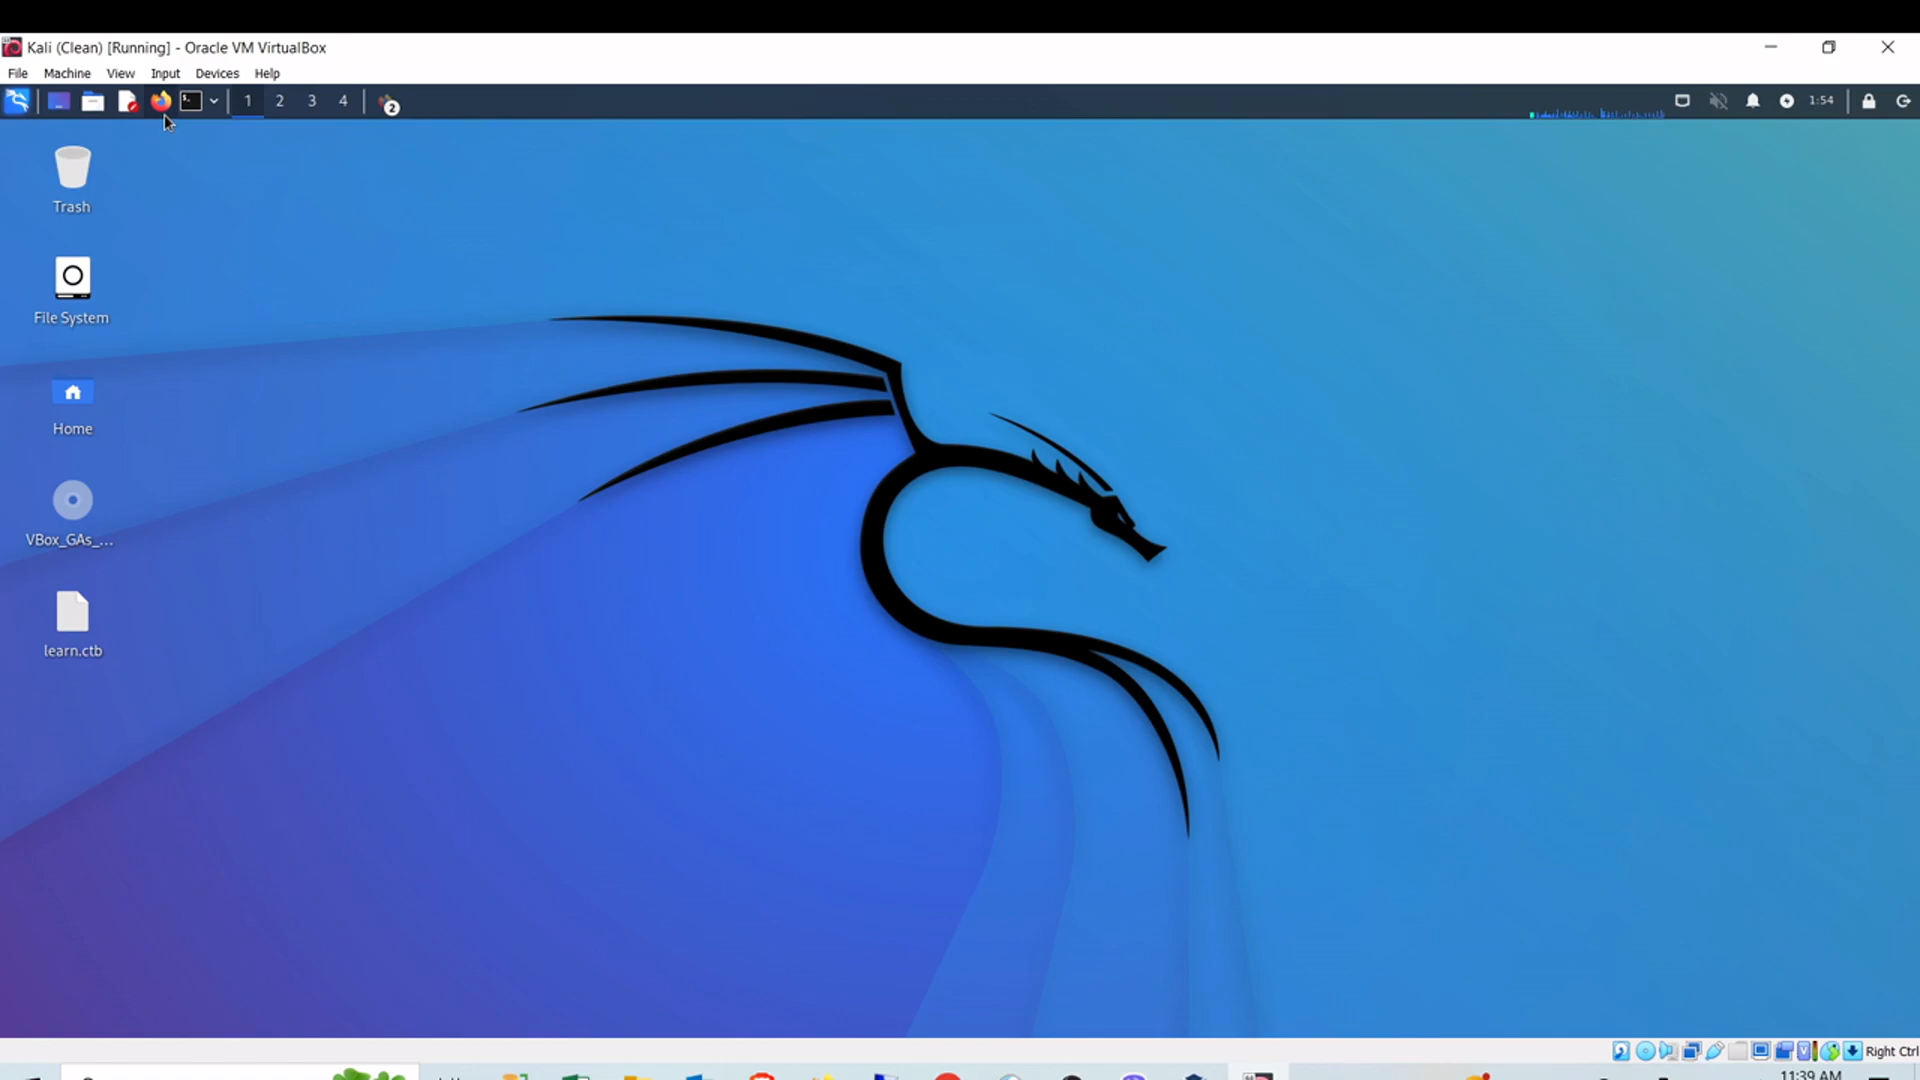 Kali (Clean) [Running] - Oracle VM VirtualBox
File Machine View Input Devices Help
1 2 3 4 2 1:54
Trash
File System
Home
VBox_GAs_...
learn.ctb
Right Ctrl
11:39 AM